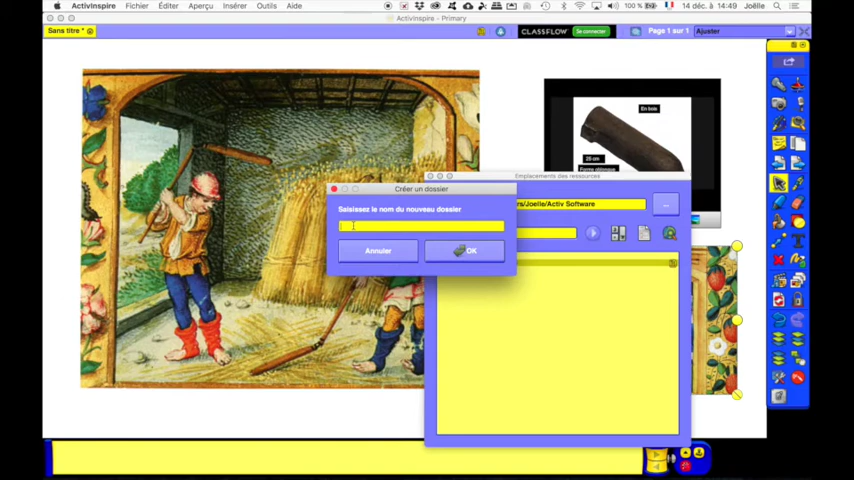 ActivInspire Fichier Éditer Aperçu Insérer Outils Aide 100 % 14 déc. à 14:49 Joëlle
ActivInspire - Primary
Sans titre * CLASSFLOW Se connecter Page 1 sur 1 Ajuster
En bois
25 cm
Forme oblongue
Emplacements des ressources
Créer un dossier
Saisissez le nom du nouveau dossier
rs/Joelle/Activ Software ...
Annuler OK